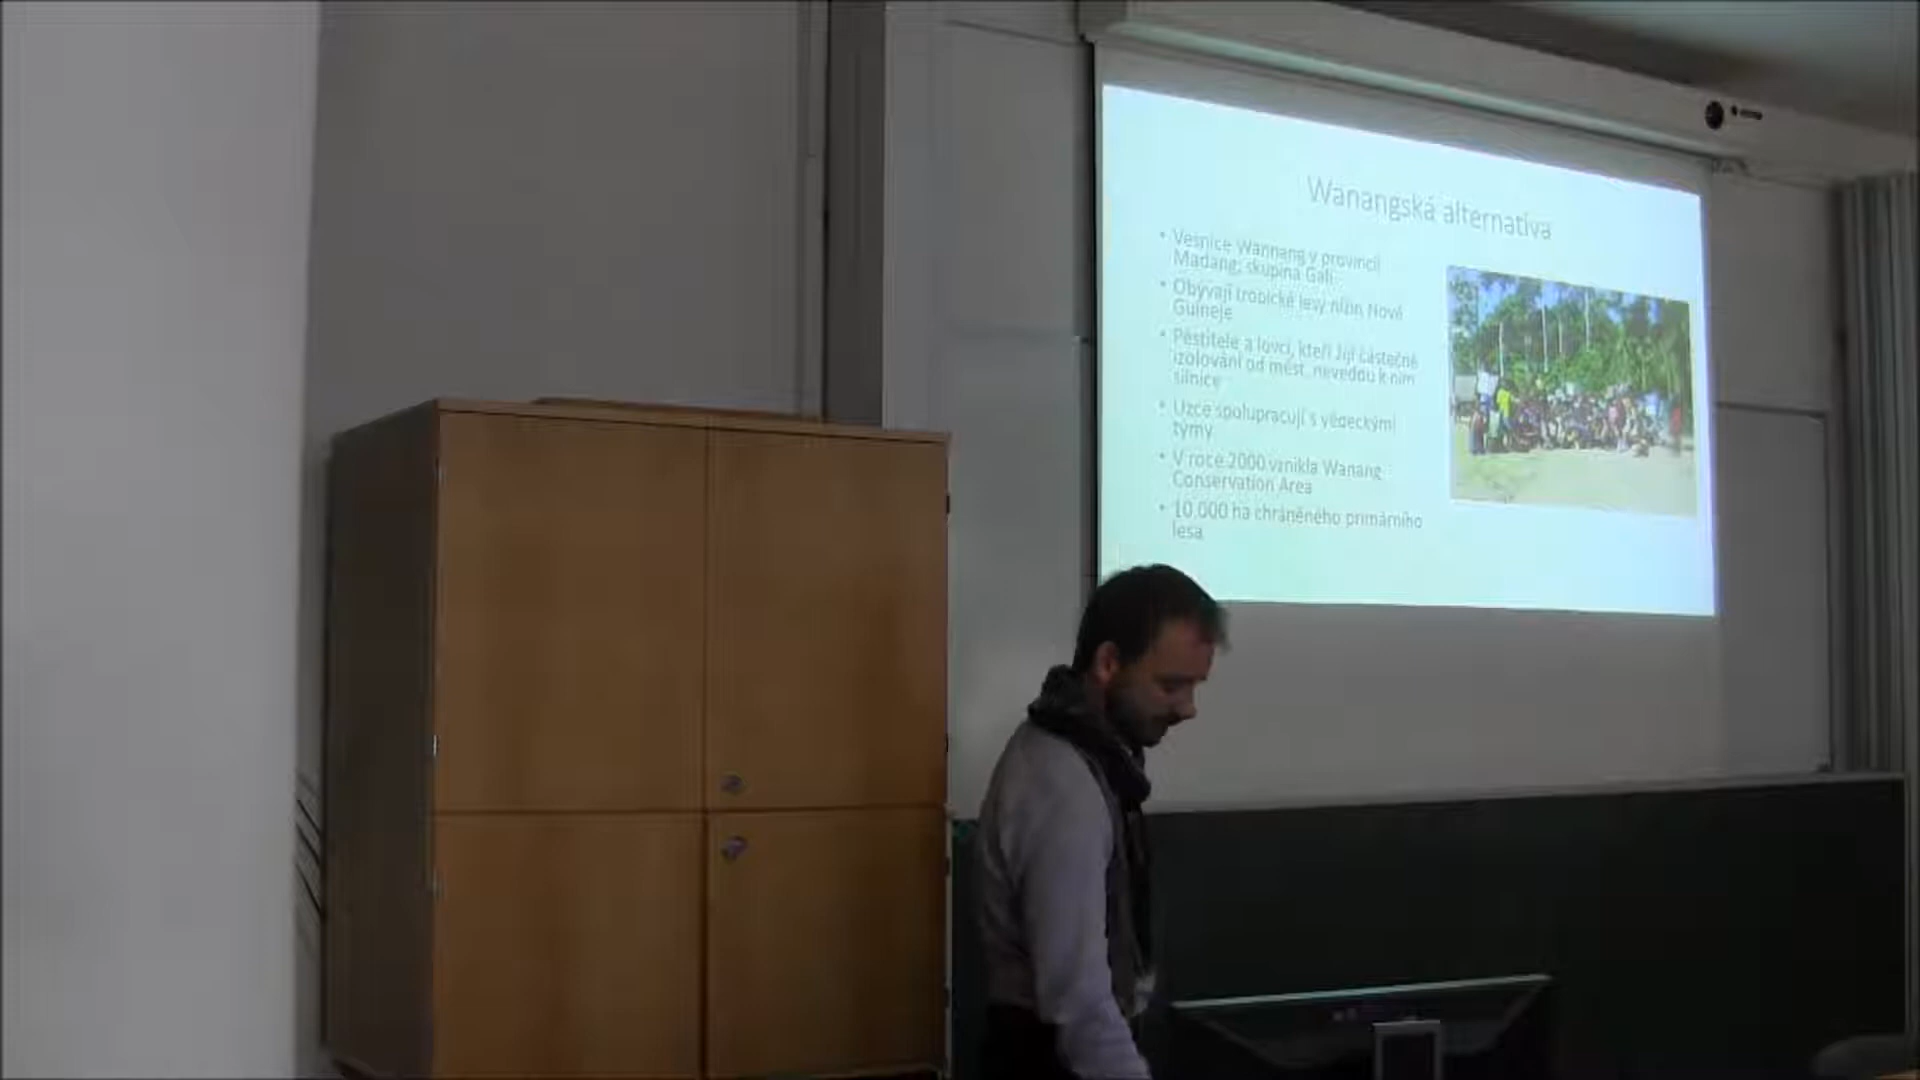 Wanangská alternativa
• Vesnice Wannang v provincii
Madang; skupina Gali
• Obývají tropické lesy nížin Nové
Guineje
• Pěstitelé a lovci, kteří žijí částečně
izolováni od měst, nevedou k nim
silnice
• Úzce spolupracují s vědeckými
týmy
• V roce 2000 vznikla Wanang
Conservation Area
• 10.000 ha chráněného primárního
lesa